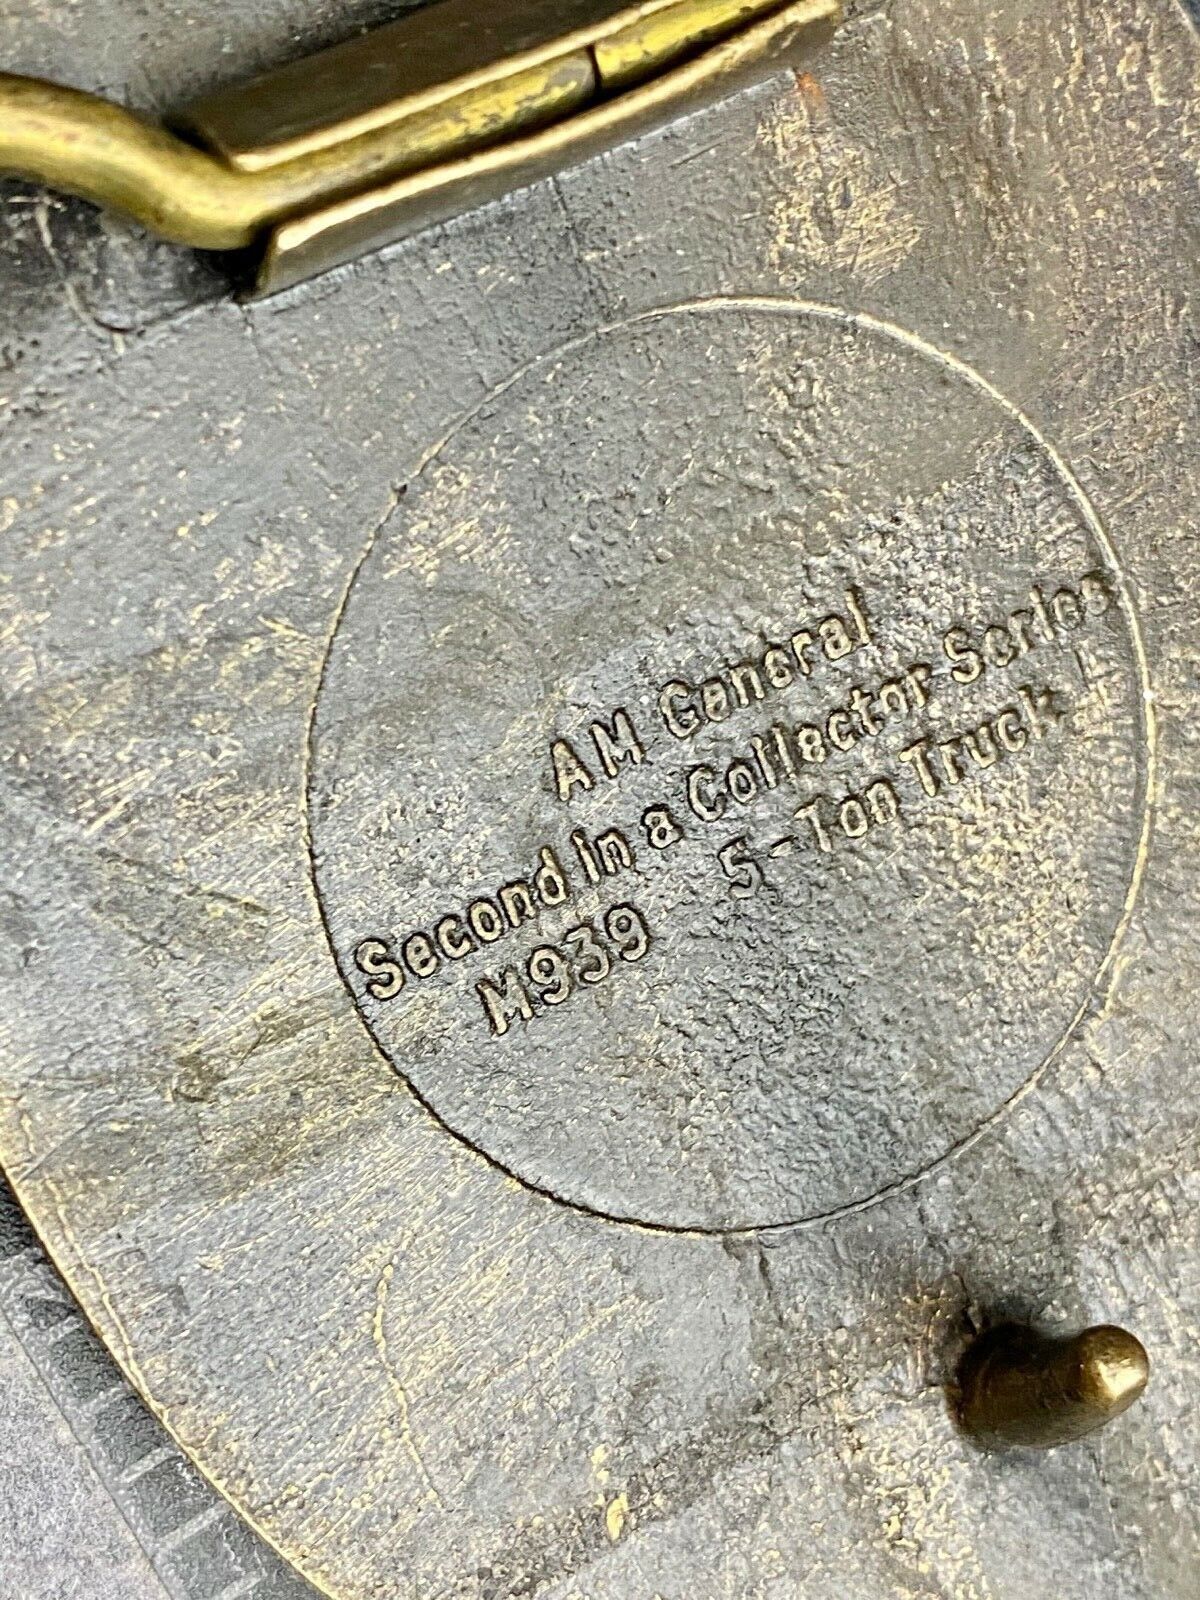 AM General
Second in a Collector Series
M939 5-Ton Truck